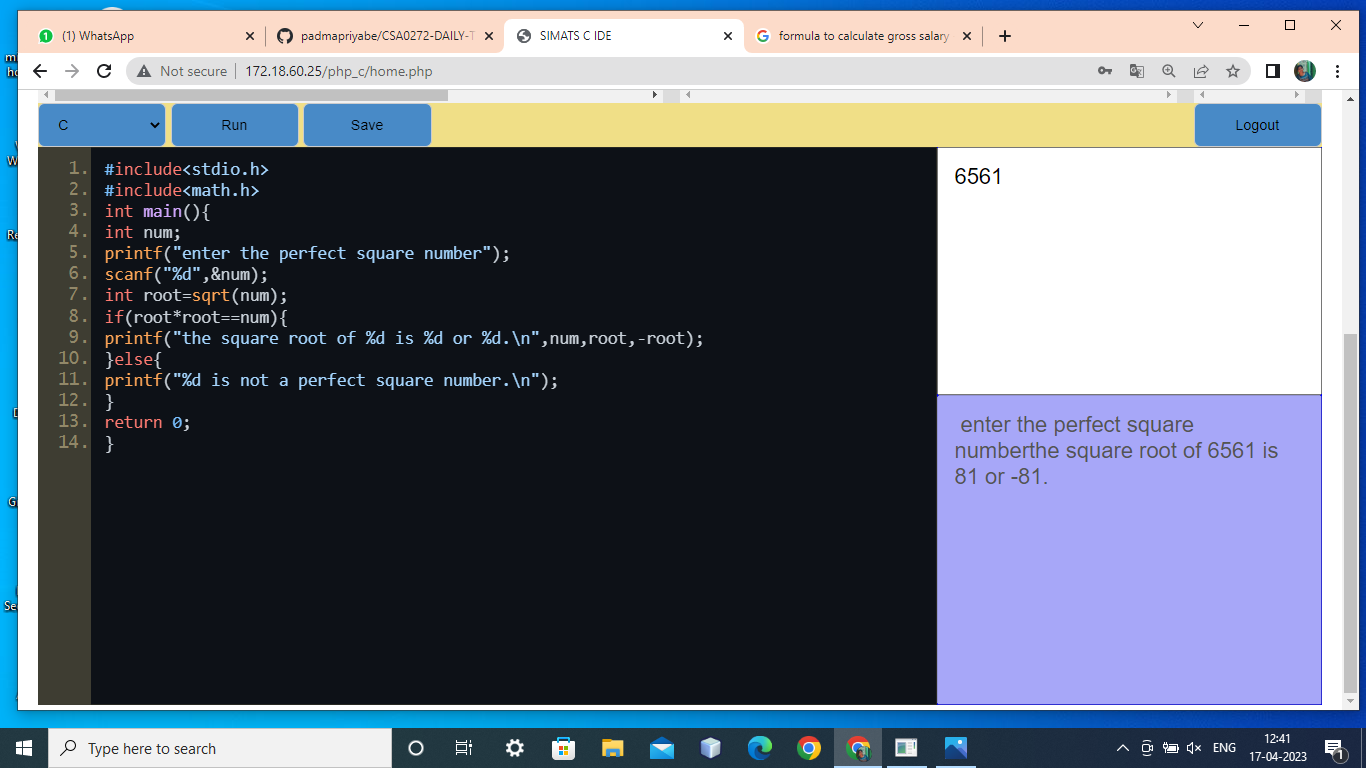 (1) WhatsApp
padmapriyabe/CSA0272-DAILY-T
SIMATS C IDE
formula to calculate gross salary
Not secure
172.18.60.25/php_c/home.php
C
Run
Save
Logout
1. #include<stdio.h>
2. #include<math.h>
3. int main(){
4. int num;
5. printf("enter the perfect square number");
6. scanf("%d",&num);
7. int root=sqrt(num);
8. if(root*root==num){
9. printf("the square root of %d is %d or %d.\n",num,root,-root);
10. }else{
11. printf("%d is not a perfect square number.\n");
12. }
13. return 0;
14. }
6561
enter the perfect square
numberthe square root of 6561 is
81 or -81.
Type here to search
ENG
12:41
17-04-2023
1